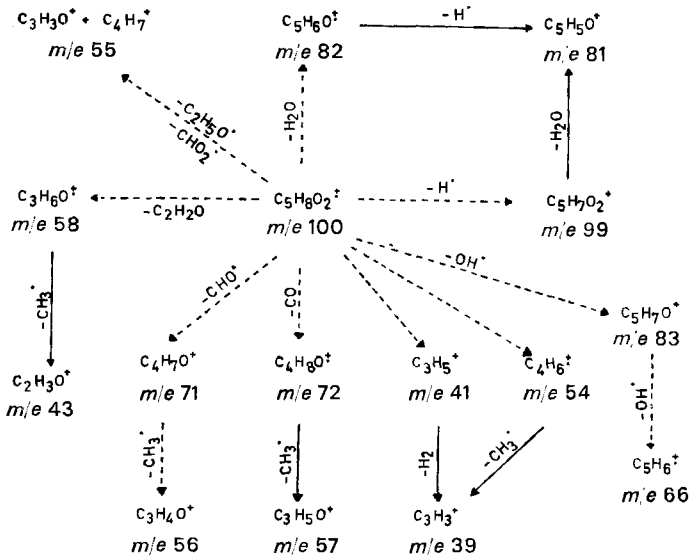 C₃H₃O⁺ + C₄H₇⁺
m/e 55
C₅H₆O⁺̇
m/e 82
-H˙
C₅H₅O⁺
m/e 81
-C₂H₅O˙
-CHO₂˙
-H₂O
-H₂O
C₃H₆O⁺̇
m/e 58
-C₂H₂O
C₅H₈O₂⁺̇
m/e 100
-H˙
C₅H₇O₂⁺
m/e 99
-CH₃˙
-CHO˙
-CO
-OH˙
C₅H₇O⁺
m/e 83
C₂H₃O⁺
m/e 43
C₄H₇O⁺
m/e 71
C₄H₈O⁺̇
m/e 72
C₃H₅⁺
m/e 41
C₄H₆⁺̇
m/e 54
-CH₃˙
-CH₃˙
-H₂
-CH₃˙
-OH˙
C₃H₄O⁺
m/e 56
C₃H₅O⁺
m/e 57
C₃H₃⁺
m/e 39
C₅H₆⁺̇
m/e 66